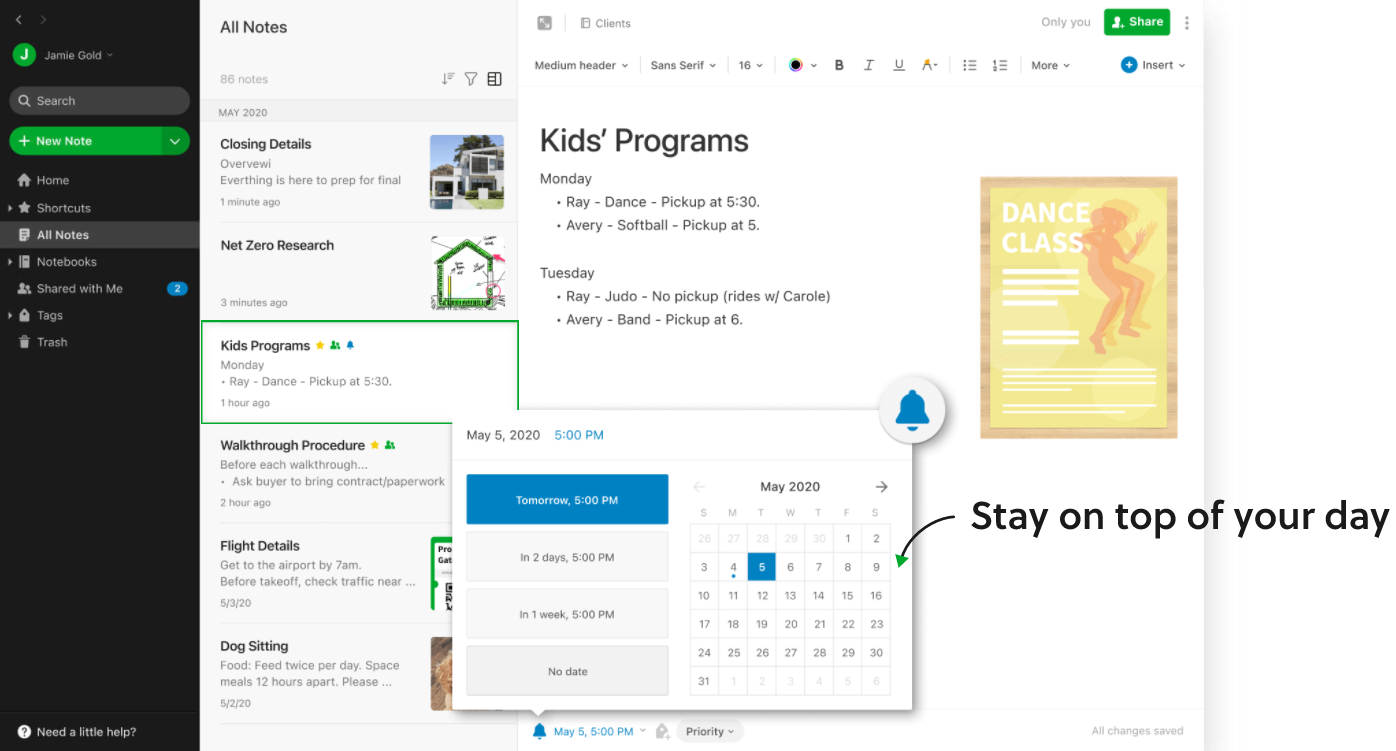 J
Jamie Gold
Search
New Note
Home
Shortcuts
All Notes
Notebooks
Shared with Me
2
Tags
Trash
Need a little help?
All Notes
86 notes
MAY 2020
Closing Details
Overvewi
Everthing is here to prep for final
1 minute ago
Net Zero Research
3 minutes ago
Kids Programs
Monday
• Ray - Dance - Pickup at 5:30.
1 hour ago
Walkthrough Procedure
Before each walkthrough...
• Ask buyer to bring contract/paperwork
2 hour ago
Flight Details
Get to the airport by 7am.
Before takeoff, check traffic near ...
5/3/20
Dog Sitting
Food: Feed twice per day. Space
meals 12 hours apart. Please ...
5/2/20
Clients
Only you
Share
Medium header
Sans Serif
16
B
I
U
A
More
Insert
Kids’ Programs
Monday
• Ray - Dance - Pickup at 5:30.
• Avery - Softball - Pickup at 5.
Tuesday
• Ray - Judo - No pickup (rides w/ Carole)
• Avery - Band - Pickup at 6.
DANCE
CLASS
May 5, 2020 5:00 PM
Tomorrow, 5:00 PM
In 2 days, 5:00 PM
In 1 week, 5:00 PM
No date
May 2020
S M T W T F S
26 27 28 29 30 1 2
3 4 5 6 7 8 9
10 11 12 13 14 15 16
17 18 19 20 21 22 23
24 25 26 27 28 29 30
31 1 2 3 4 5 6
Stay on top of your day
May 5, 5:00 PM
Priority
All changes saved